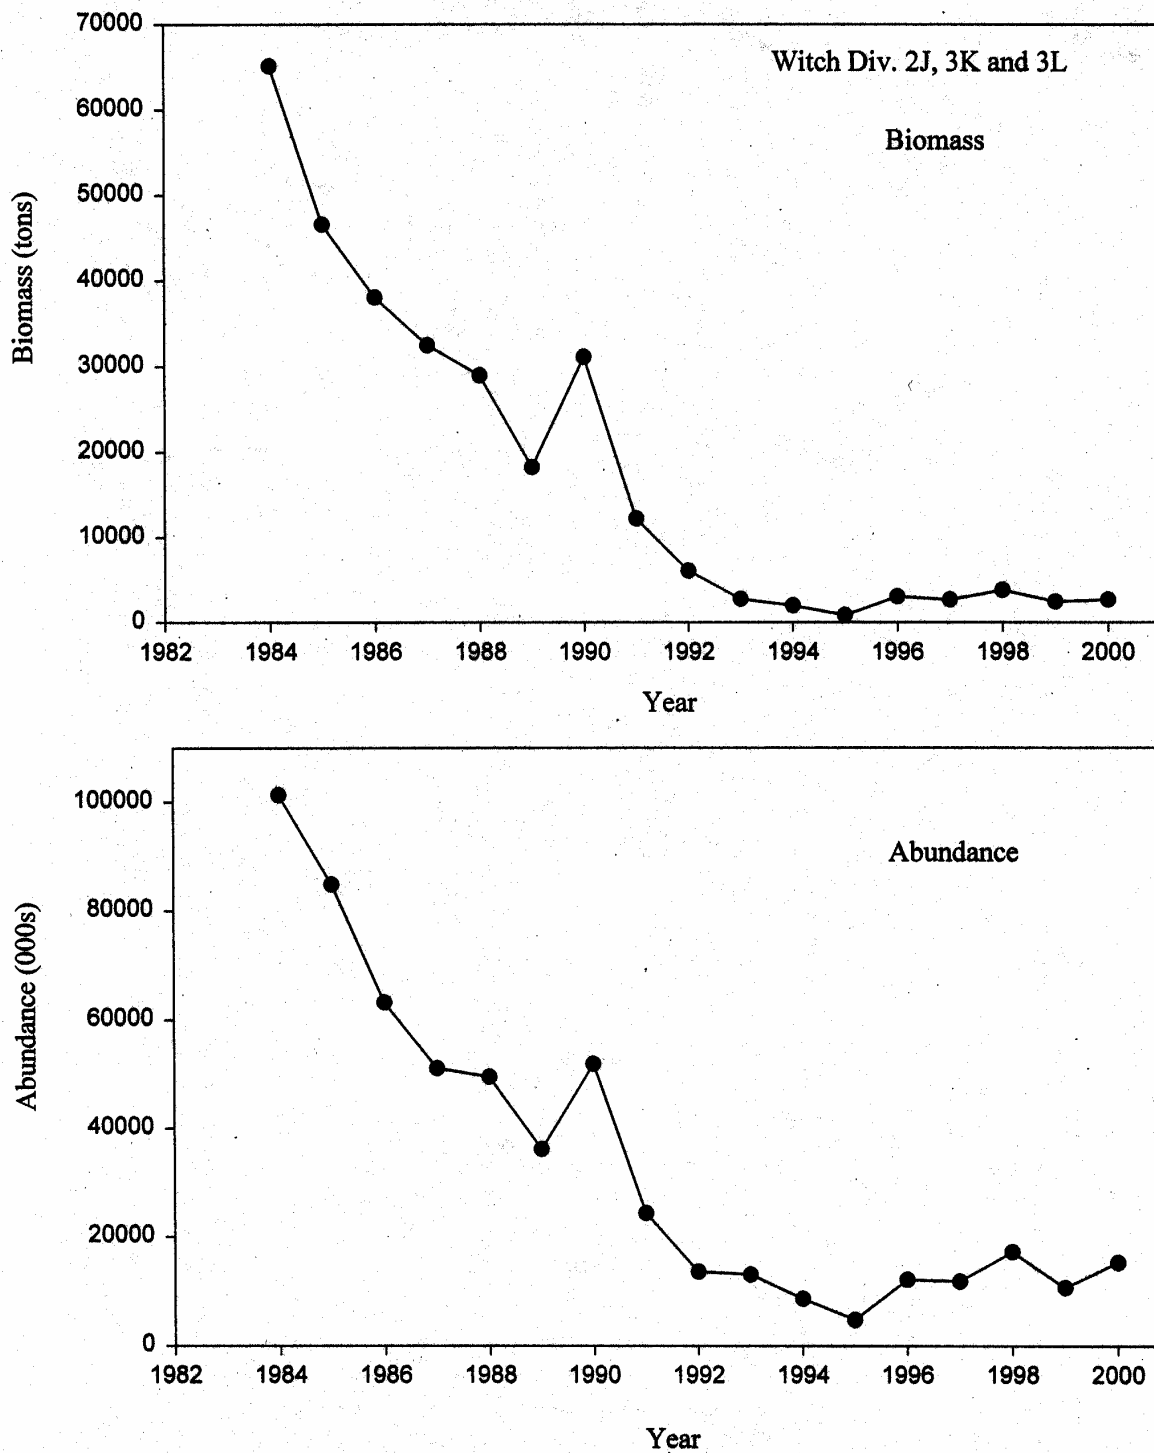 Witch Div. 2J, 3K and 3L
Biomass
Biomass (tons)
70000
60000
50000
40000
30000
20000
10000
0
1982 1984 1986 1988 1990 1992 1994 1996 1998 2000
Year
Abundance
Abundance (000s)
100000
80000
60000
40000
20000
0
1982 1984 1986 1988 1990 1992 1994 1996 1998 2000
Year